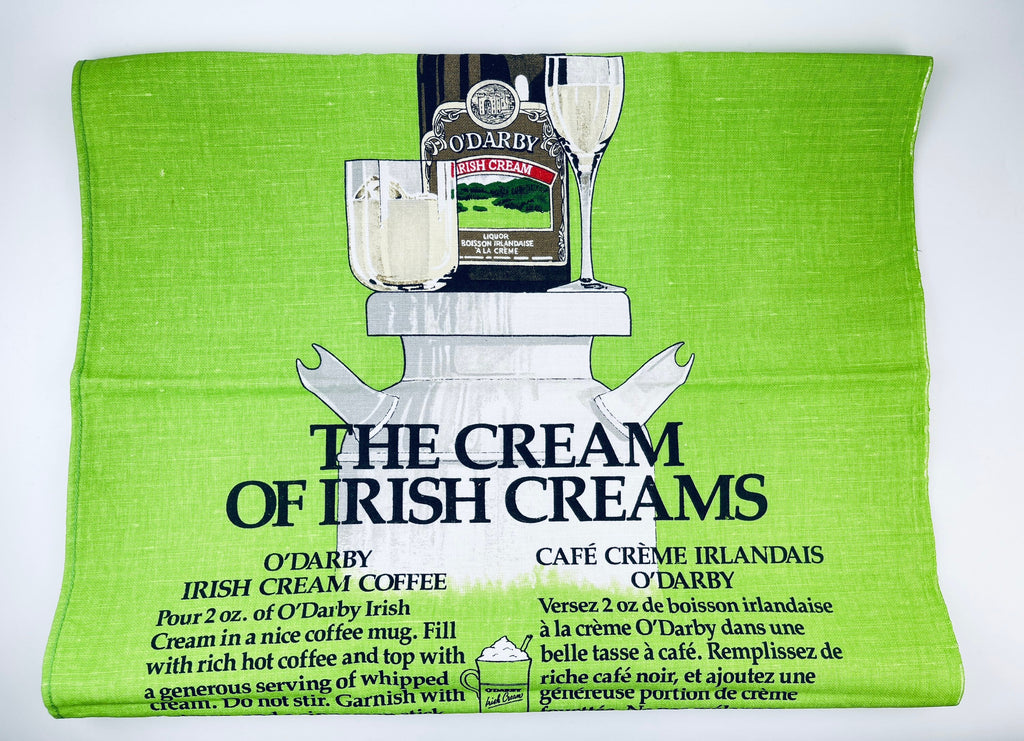 O'DARBY
IRISH CREAM
LIQUOR
BOISSON IRLANDAISE
À LA CRÈME
THE CREAM
OF IRISH CREAMS
O'DARBY
IRISH CREAM COFFEE
Pour 2 oz. of O'Darby Irish
Cream in a nice coffee mug. Fill
with rich hot coffee and top with
a generous serving of whipped
cream. Do not stir. Garnish with
CAFÉ CRÈME IRLANDAIS
O'DARBY
Versez 2 oz de boisson irlandaise
à la crème O'Darby dans une
belle tasse à café. Remplissez de
riche café noir, et ajoutez une
généreuse portion de crème
O'DARBY
Irish Cream